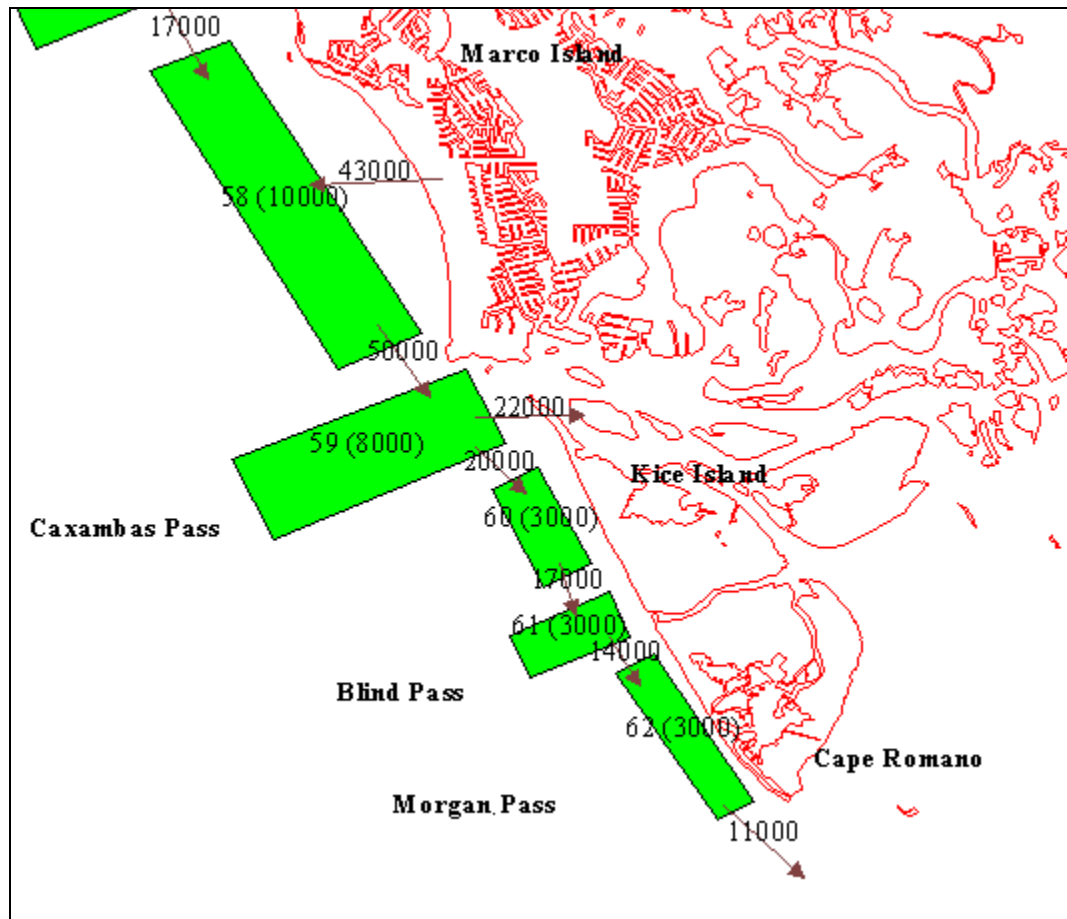 17000
Marco Island
43000
58 (10000)
50000
22000
59 (8000)
20000
Kice Island
60 (3000)
Caxambas Pass
17000
61 (3000)
14000
Blind Pass
62 (3000)
Cape Romano
Morgan Pass
11000